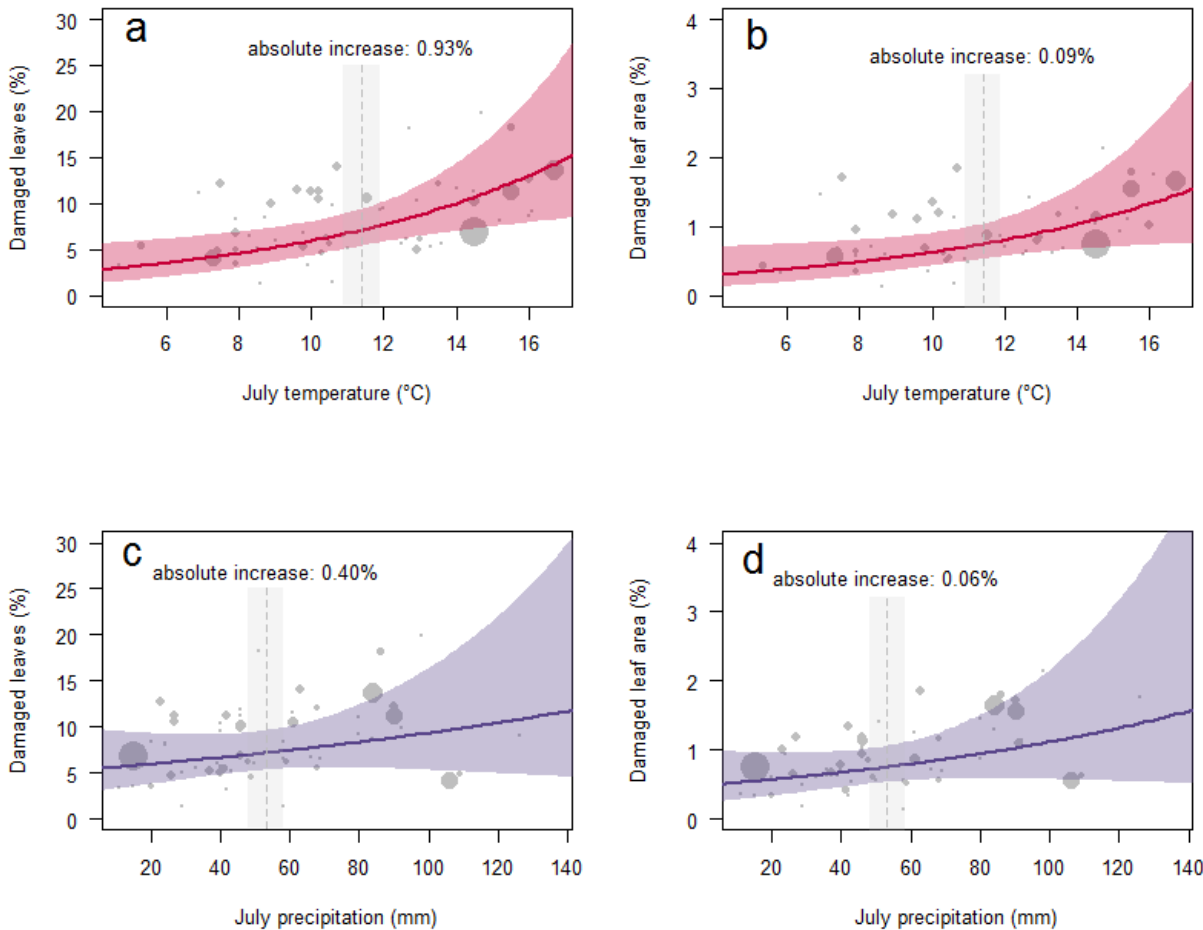 a
absolute increase: 0.93%
Damaged leaves (%)
30
25
20
15
10
5
0
6 8 10 12 14 16
July temperature (°C)
b
absolute increase: 0.09%
Damaged leaf area (%)
4
3
2
1
0
6 8 10 12 14 16
July temperature (°C)
c
absolute increase: 0.40%
Damaged leaves (%)
30
25
20
15
10
5
0
20 40 60 80 100 120 140
July precipitation (mm)
d
absolute increase: 0.06%
Damaged leaf area (%)
4
3
2
1
0
20 40 60 80 100 120 140
July precipitation (mm)